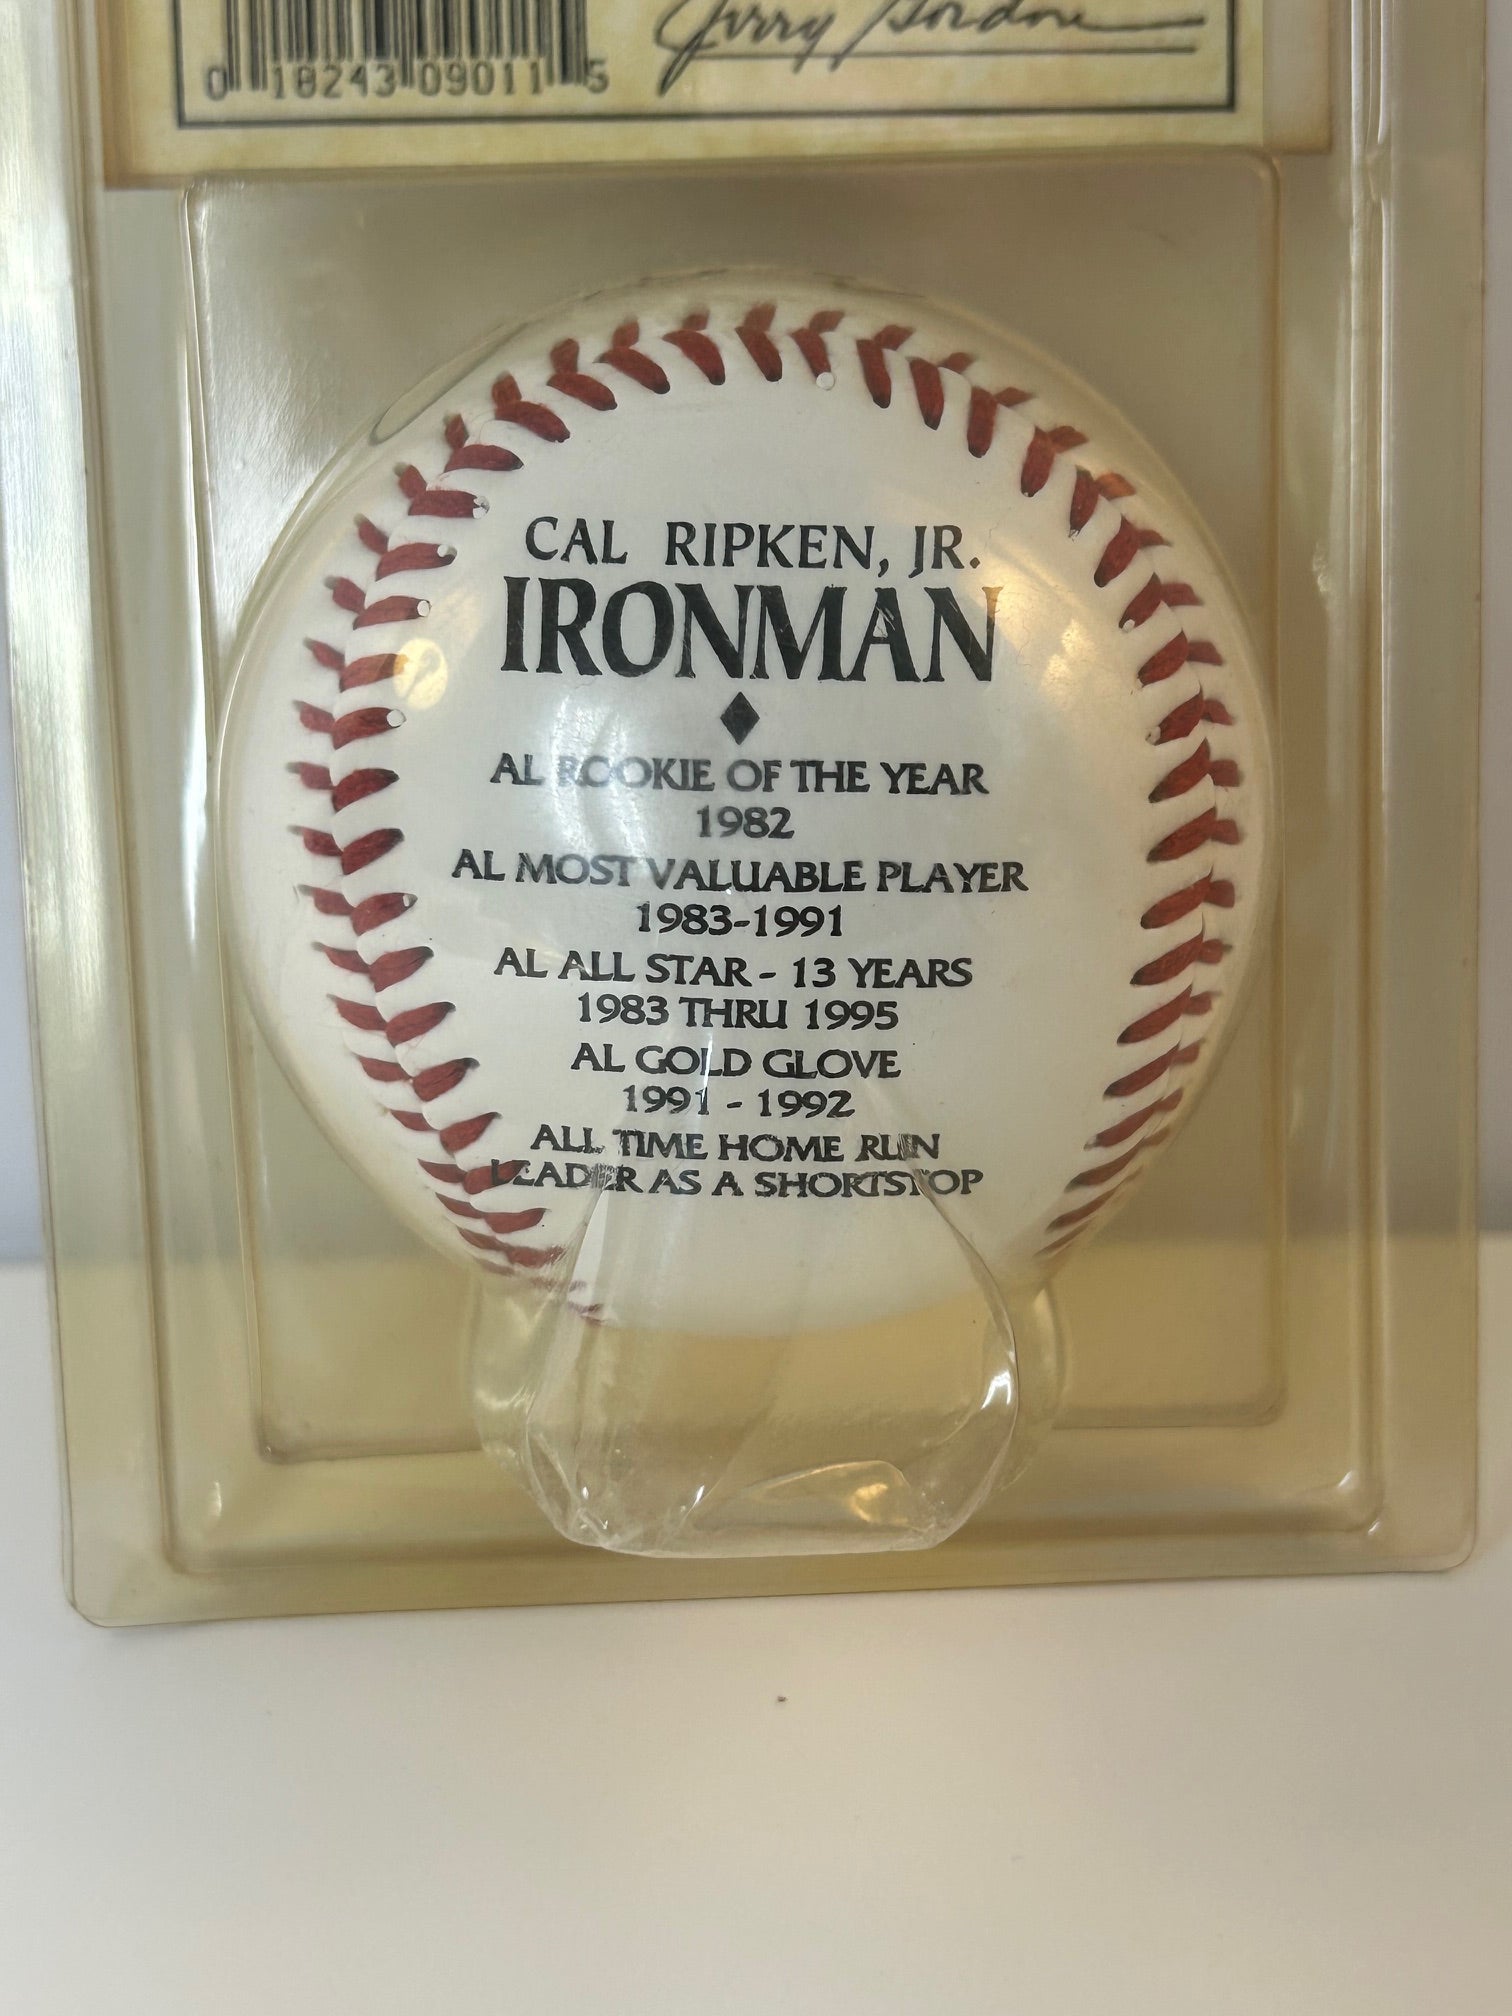 0 18243 09011 5
Jerry Gordon
CAL RIPKEN, JR.
IRONMAN
AL ROOKIE OF THE YEAR
1982
AL MOST VALUABLE PLAYER
1983-1991
AL ALL STAR - 13 YEARS
1983 THRU 1995
AL GOLD GLOVE
1991 - 1992
ALL TIME HOME RUN
LEADER AS A SHORTSTOP